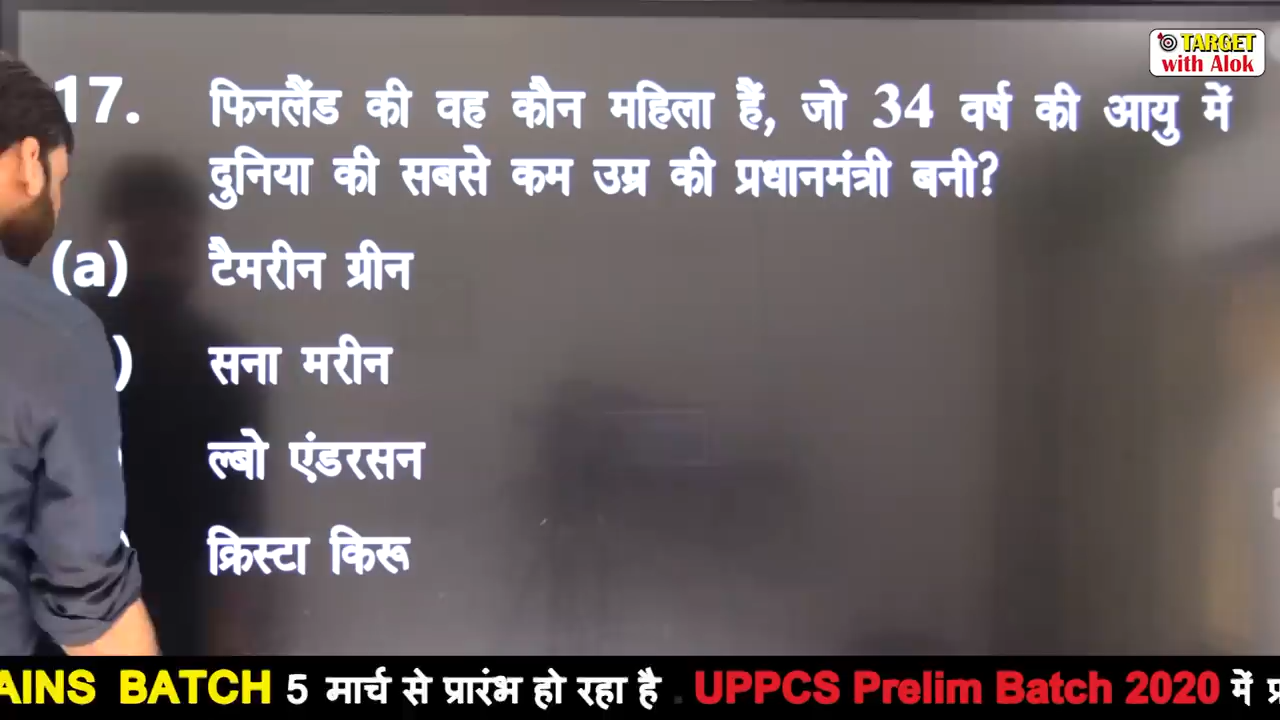 TARGET
with Alok
17. फिनलैंड की वह कौन महिला हैं, जो 34 वर्ष की आयु में
दुनिया की सबसे कम उम्र की प्रधानमंत्री बनी?
(a) टैमरीन ग्रीन
) सना मरीन
ल्बो एंडरसन
क्रिस्टा किरू
AINS BATCH 5 मार्च से प्रारंभ हो रहा है . UPPCS Prelim Batch 2020 में